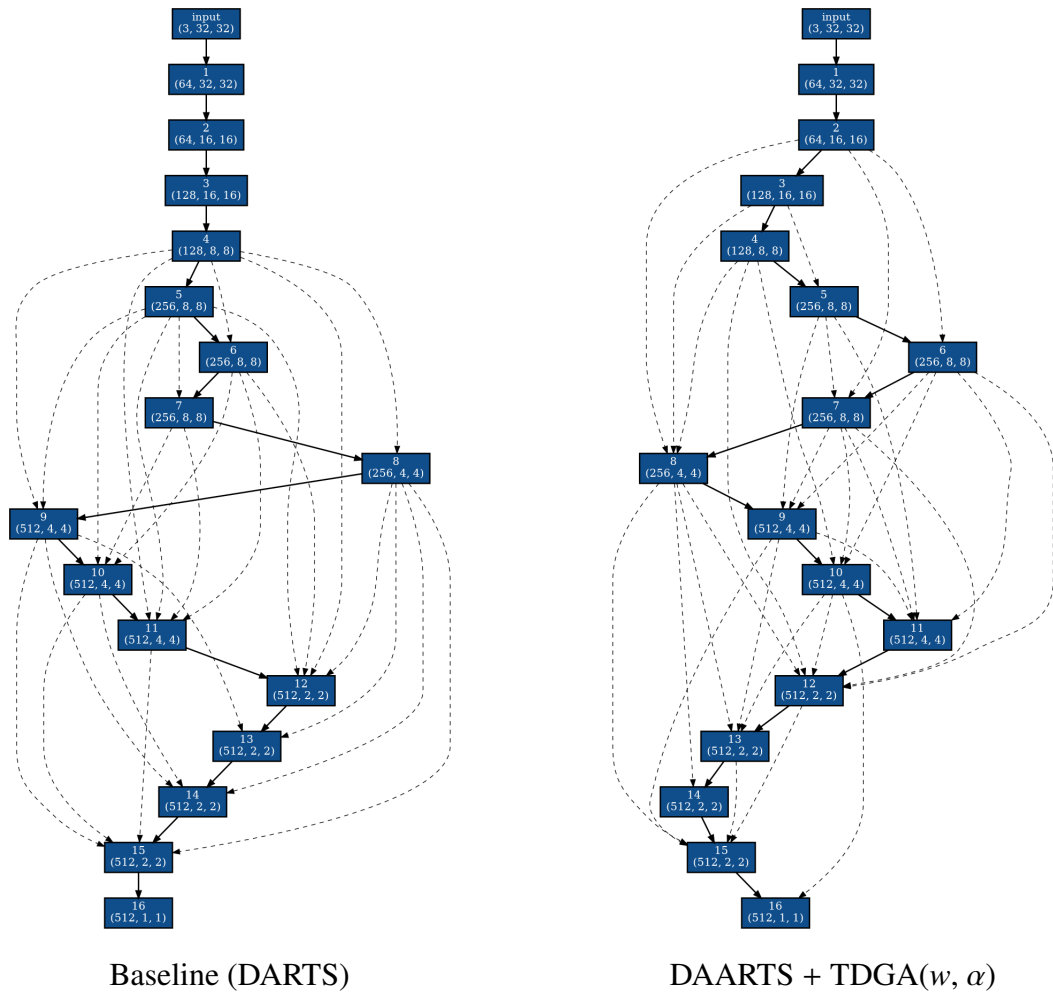 input
(3, 32, 32)
1
(64, 32, 32)
2
(64, 16, 16)
3
(128, 16, 16)
4
(128, 8, 8)
5
(256, 8, 8)
6
(256, 8, 8)
7
(256, 8, 8)
8
(256, 4, 4)
9
(512, 4, 4)
10
(512, 4, 4)
11
(512, 4, 4)
12
(512, 2, 2)
13
(512, 2, 2)
14
(512, 2, 2)
15
(512, 2, 2)
16
(512, 1, 1)
Baseline (DARTS)
input
(3, 32, 32)
1
(64, 32, 32)
2
(64, 16, 16)
3
(128, 16, 16)
4
(128, 8, 8)
5
(256, 8, 8)
6
(256, 8, 8)
7
(256, 8, 8)
8
(256, 4, 4)
9
(512, 4, 4)
10
(512, 4, 4)
11
(512, 4, 4)
12
(512, 2, 2)
13
(512, 2, 2)
14
(512, 2, 2)
15
(512, 2, 2)
16
(512, 1, 1)
DAARTS + TDGA(w, α)